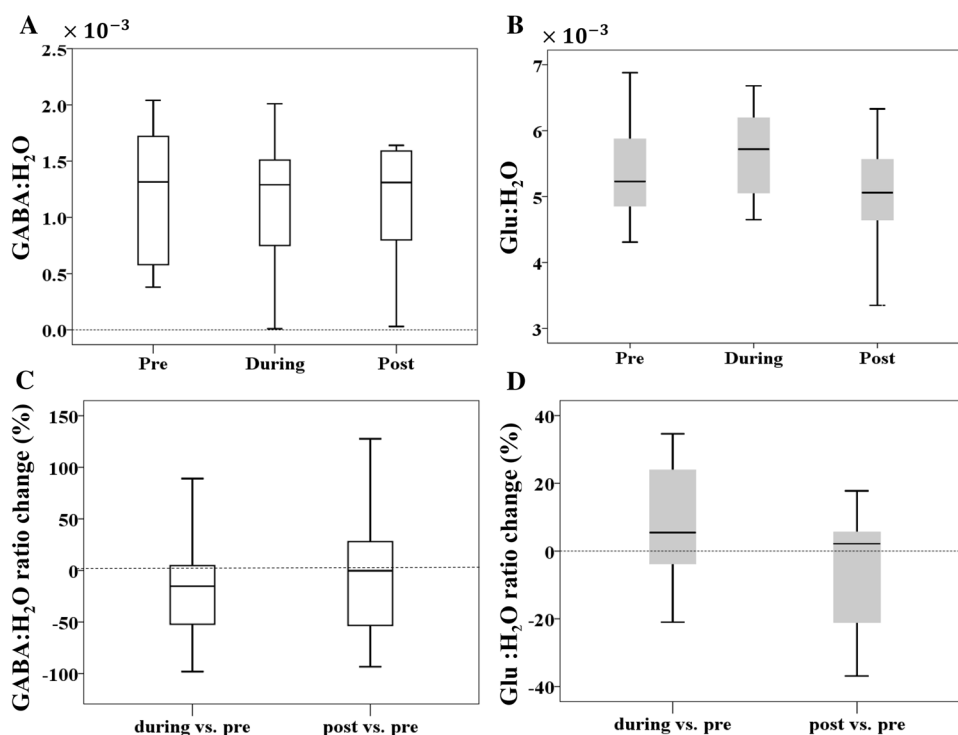 A
× 10⁻³
2.5
2.0
1.5
1.0
0.5
0.0
GABA:H₂O
Pre During Post
B
× 10⁻³
7
6
5
4
3
Glu:H₂O
Pre During Post
C
150
100
50
0
-50
-100
GABA:H₂O ratio change (%)
during vs. pre post vs. pre
D
40
20
0
-20
-40
Glu :H₂O ratio change (%)
during vs. pre post vs. pre